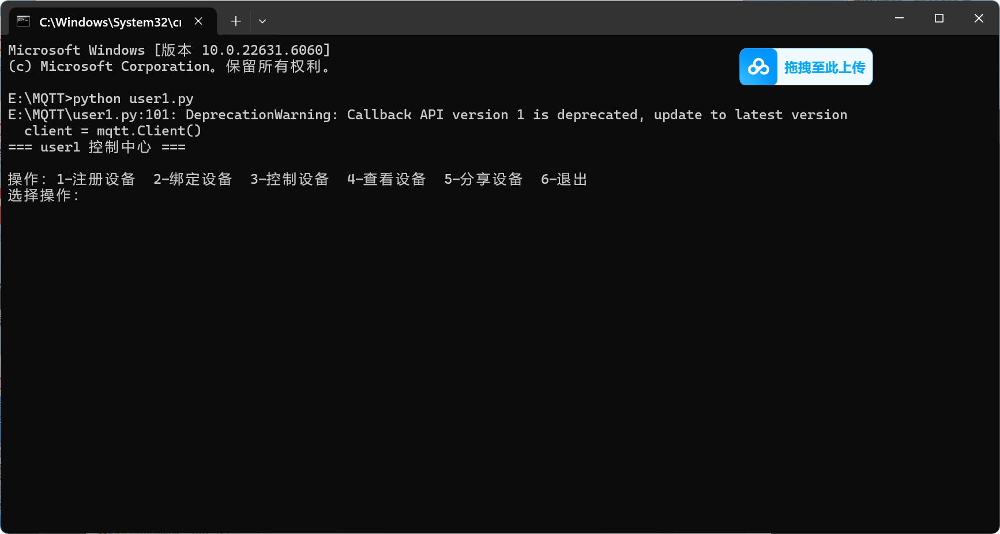 C:\Windows\System32\c
Microsoft Windows [版本 10.0.22631.6060]
(c) Microsoft Corporation。保留所有权利。
拖拽至此上传
E:\MQTT>python user1.py
E:\MQTT\user1.py:101: DeprecationWarning: Callback API version 1 is deprecated, update to latest version
  client = mqtt.Client()
=== user1 控制中心 ===
操作: 1-注册设备  2-绑定设备  3-控制设备  4-查看设备  5-分享设备  6-退出
选择操作: